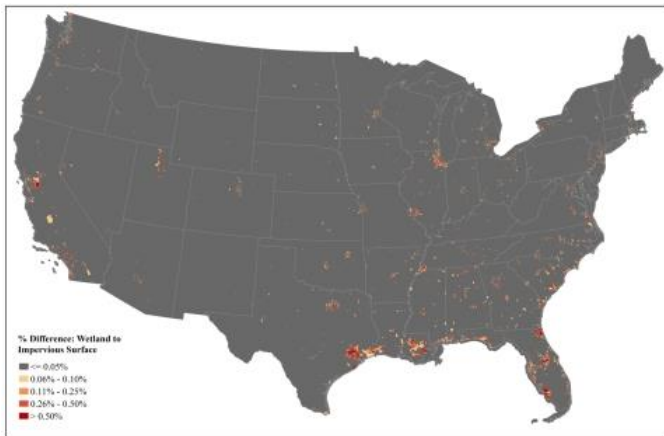 % Difference: Wetland to
Impervious Surface
<= 0.05%
0.06% - 0.10%
0.11% - 0.25%
0.26% - 0.50%
> 0.50%